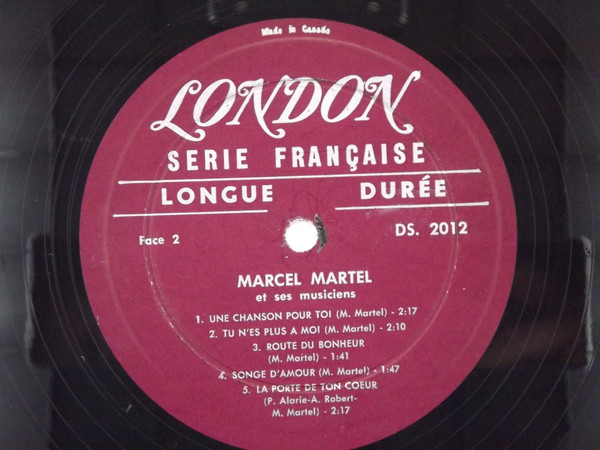 Made in Canada
LONDON
SERIE FRANÇAISE
LONGUE DURÉE
Face 2 DS. 2012
MARCEL MARTEL
et ses musiciens
1. UNE CHANSON POUR TOI (M. Martel) - 2:17
2. TU N'ES PLUS A MOI (M. Martel) - 2:10
3. ROUTE DU BONHEUR
(M. Martel) - 1:41
4. SONGE D'AMOUR (M. Martel) - 1:47
5. LA PORTE DE TON COEUR
(P. Alarie-A. Robert-
M. Martel) - 2:17